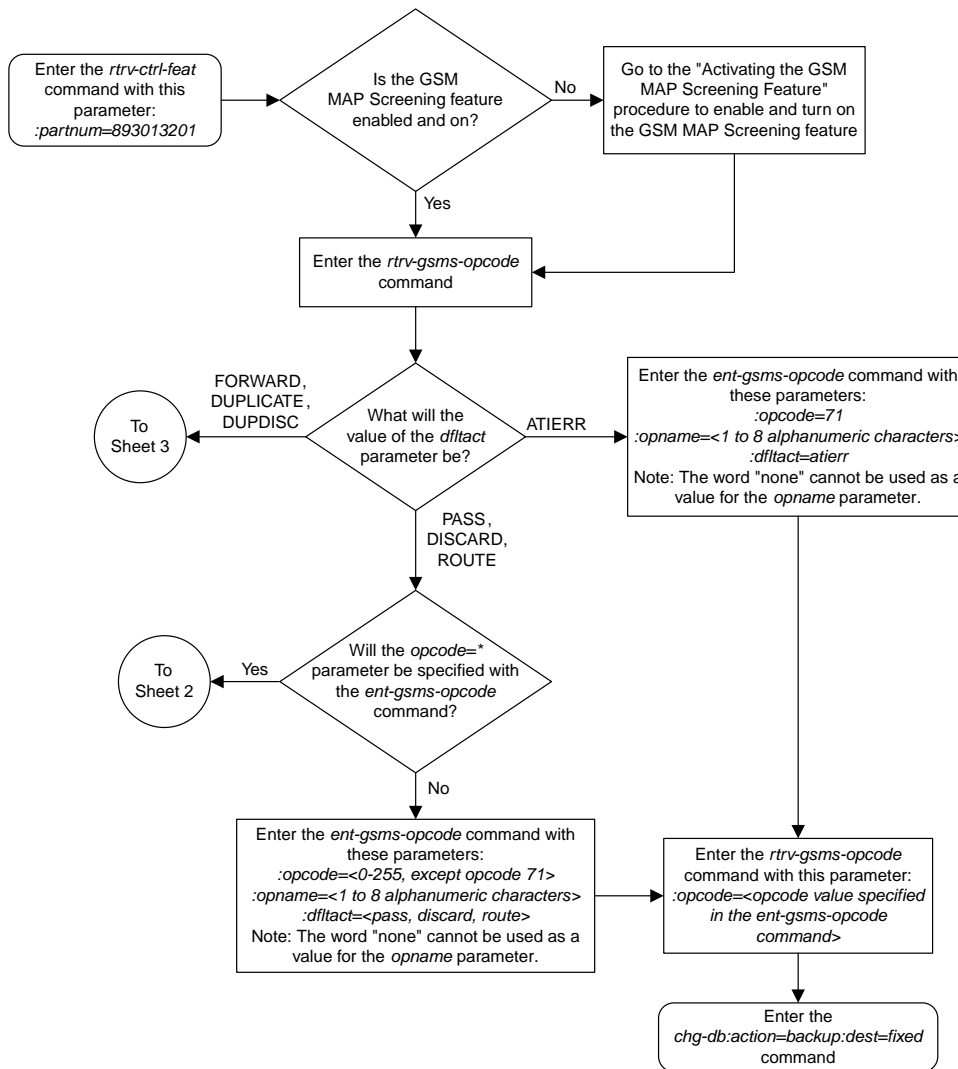 Enter the rtrv-ctrl-feat
command with this
parameter:
:partnum=893013201
Is the GSM
MAP Screening feature
enabled and on?
No
Go to the "Activating the GSM
MAP Screening Feature"
procedure to enable and turn on
the GSM MAP Screening feature
Yes
Enter the rtrv-gsms-opcode
command
What will the
value of the dfltact
parameter be?
FORWARD,
DUPLICATE,
DUPDISC
To
Sheet 3
ATIERR
Enter the ent-gsms-opcode command with
these parameters:
:opcode=71
:opname=<1 to 8 alphanumeric characters>
:dfltact=atierr
Note: The word "none" cannot be used as a
value for the opname parameter.
PASS,
DISCARD,
ROUTE
Will the opcode=*
parameter be specified with
the ent-gsms-opcode
command?
Yes
To
Sheet 2
No
Enter the ent-gsms-opcode command with
these parameters:
:opcode=<0-255, except opcode 71>
:opname=<1 to 8 alphanumeric characters>
:dfltact=<pass, discard, route>
Note: The word "none" cannot be used as a
value for the opname parameter.
Enter the rtrv-gsms-opcode
command with this parameter:
:opcode=<opcode value specified
in the ent-gsms-opcode
command>
Enter the
chg-db:action=backup:dest=fixed
command